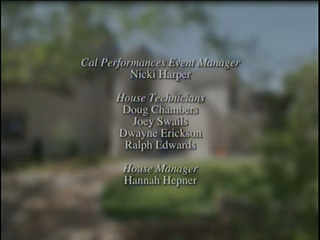 Cal Performances Event Manager
Nicki Harper
House Technicians
Doug Chambers
Joey Swails
Dwayne Erickson
Ralph Edwards
House Manager
Hannah Hepner